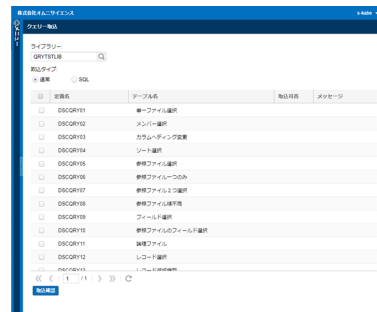 株式会社オムニサイエンス
s-kubo
メニュー
クエリー取込
ライブラリー:
QRYTSTLIB
取込タイプ:
通常 SQL
定義名 テーブル名 取込可否 メッセージ
DSCQRY01 単一ファイル選択
DSCQRY02 メンバー選択
DSCQRY03 カラムヘディング変更
DSCQRY04 ソート選択
DSCQRY05 参照ファイル選択
DSCQRY06 参照ファイル一つのみ
DSCQRY07 参照ファイル２つ選択
DSCQRY08 参照ファイル順不同
DSCQRY09 フィールド選択
DSCQRY10 参照ファイルのフィールド選択
DSCQRY11 論理ファイル
DSCQRY12 レコード選択
DSCQRY13
1 / 1
取込確認